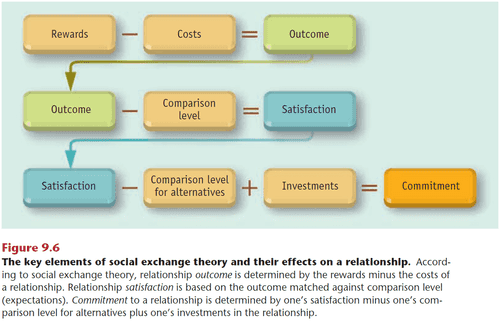 Rewards − Costs = Outcome
Outcome − Comparison level = Satisfaction
Satisfaction − Comparison level for alternatives + Investments = Commitment
Figure 9.6
The key elements of social exchange theory and their effects on a relationship. Accord-
ing to social exchange theory, relationship outcome is determined by the rewards minus the costs of
a relationship. Relationship satisfaction is based on the outcome matched against comparison level
(expectations). Commitment to a relationship is determined by one's satisfaction minus one's com-
parison level for alternatives plus one's investments in the relationship.